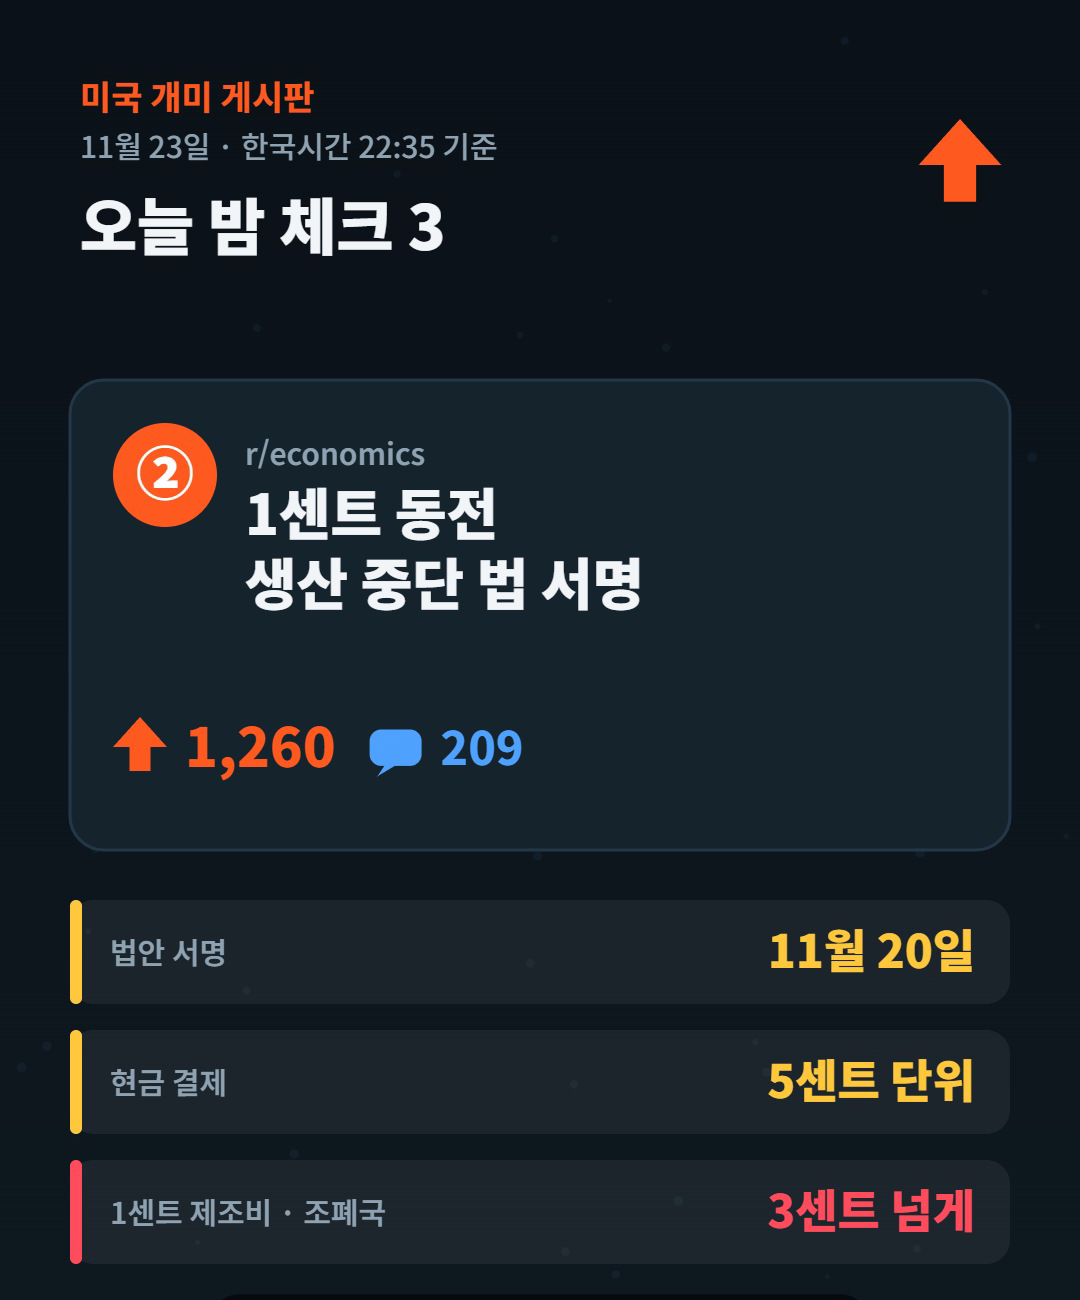 미국 개미 게시판
11월 23일 · 한국시간 22:35 기준
오늘 밤 체크 3
②
r/economics
1센트 동전
생산 중단 법 서명
1,260
209
법안 서명
11월 20일
현금 결제
5센트 단위
1센트 제조비 · 조폐국
3센트 넘게